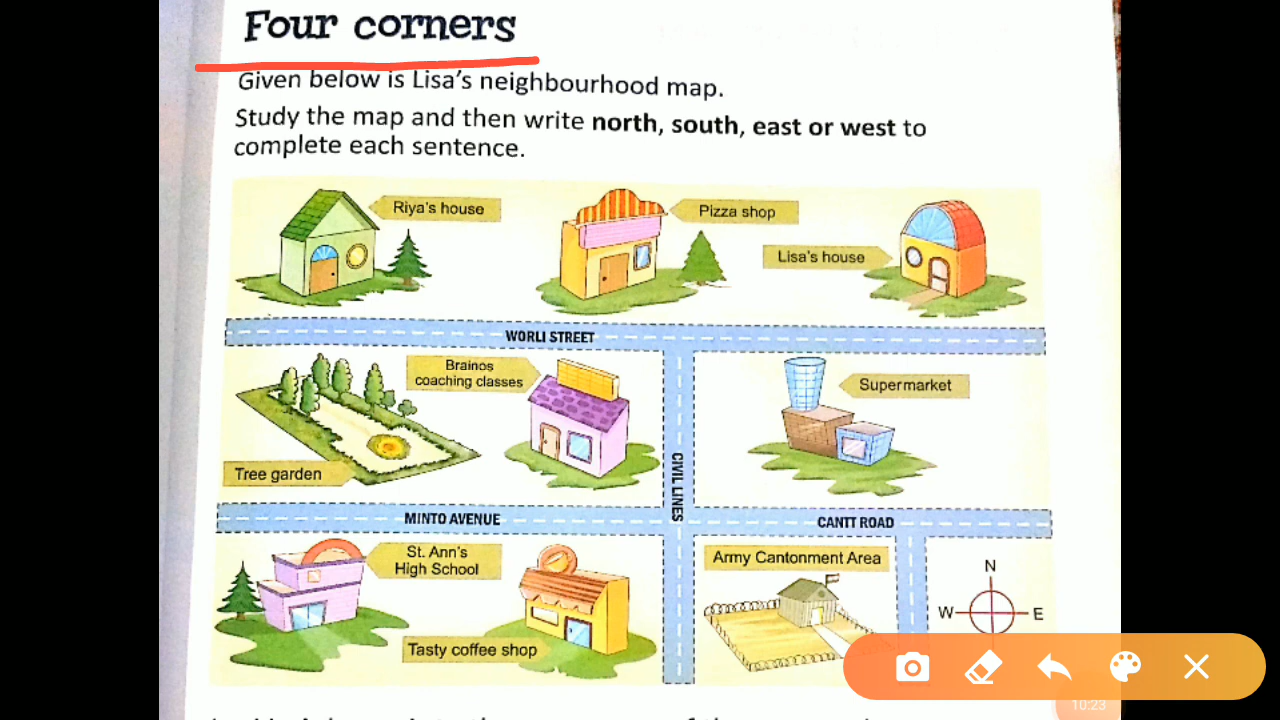 Four corners
Given below is Lisa's neighbourhood map.
Study the map and then write north, south, east or west to
complete each sentence.
Riya's house
Pizza shop
Lisa's house
WORLI STREET
Brainos
coaching classes
Supermarket
Tree garden
CIVIL LINES
MINTO AVENUE
CANTT ROAD
St. Ann's
High School
Army Cantonment Area
N
W
E
Tasty coffee shop
10:23